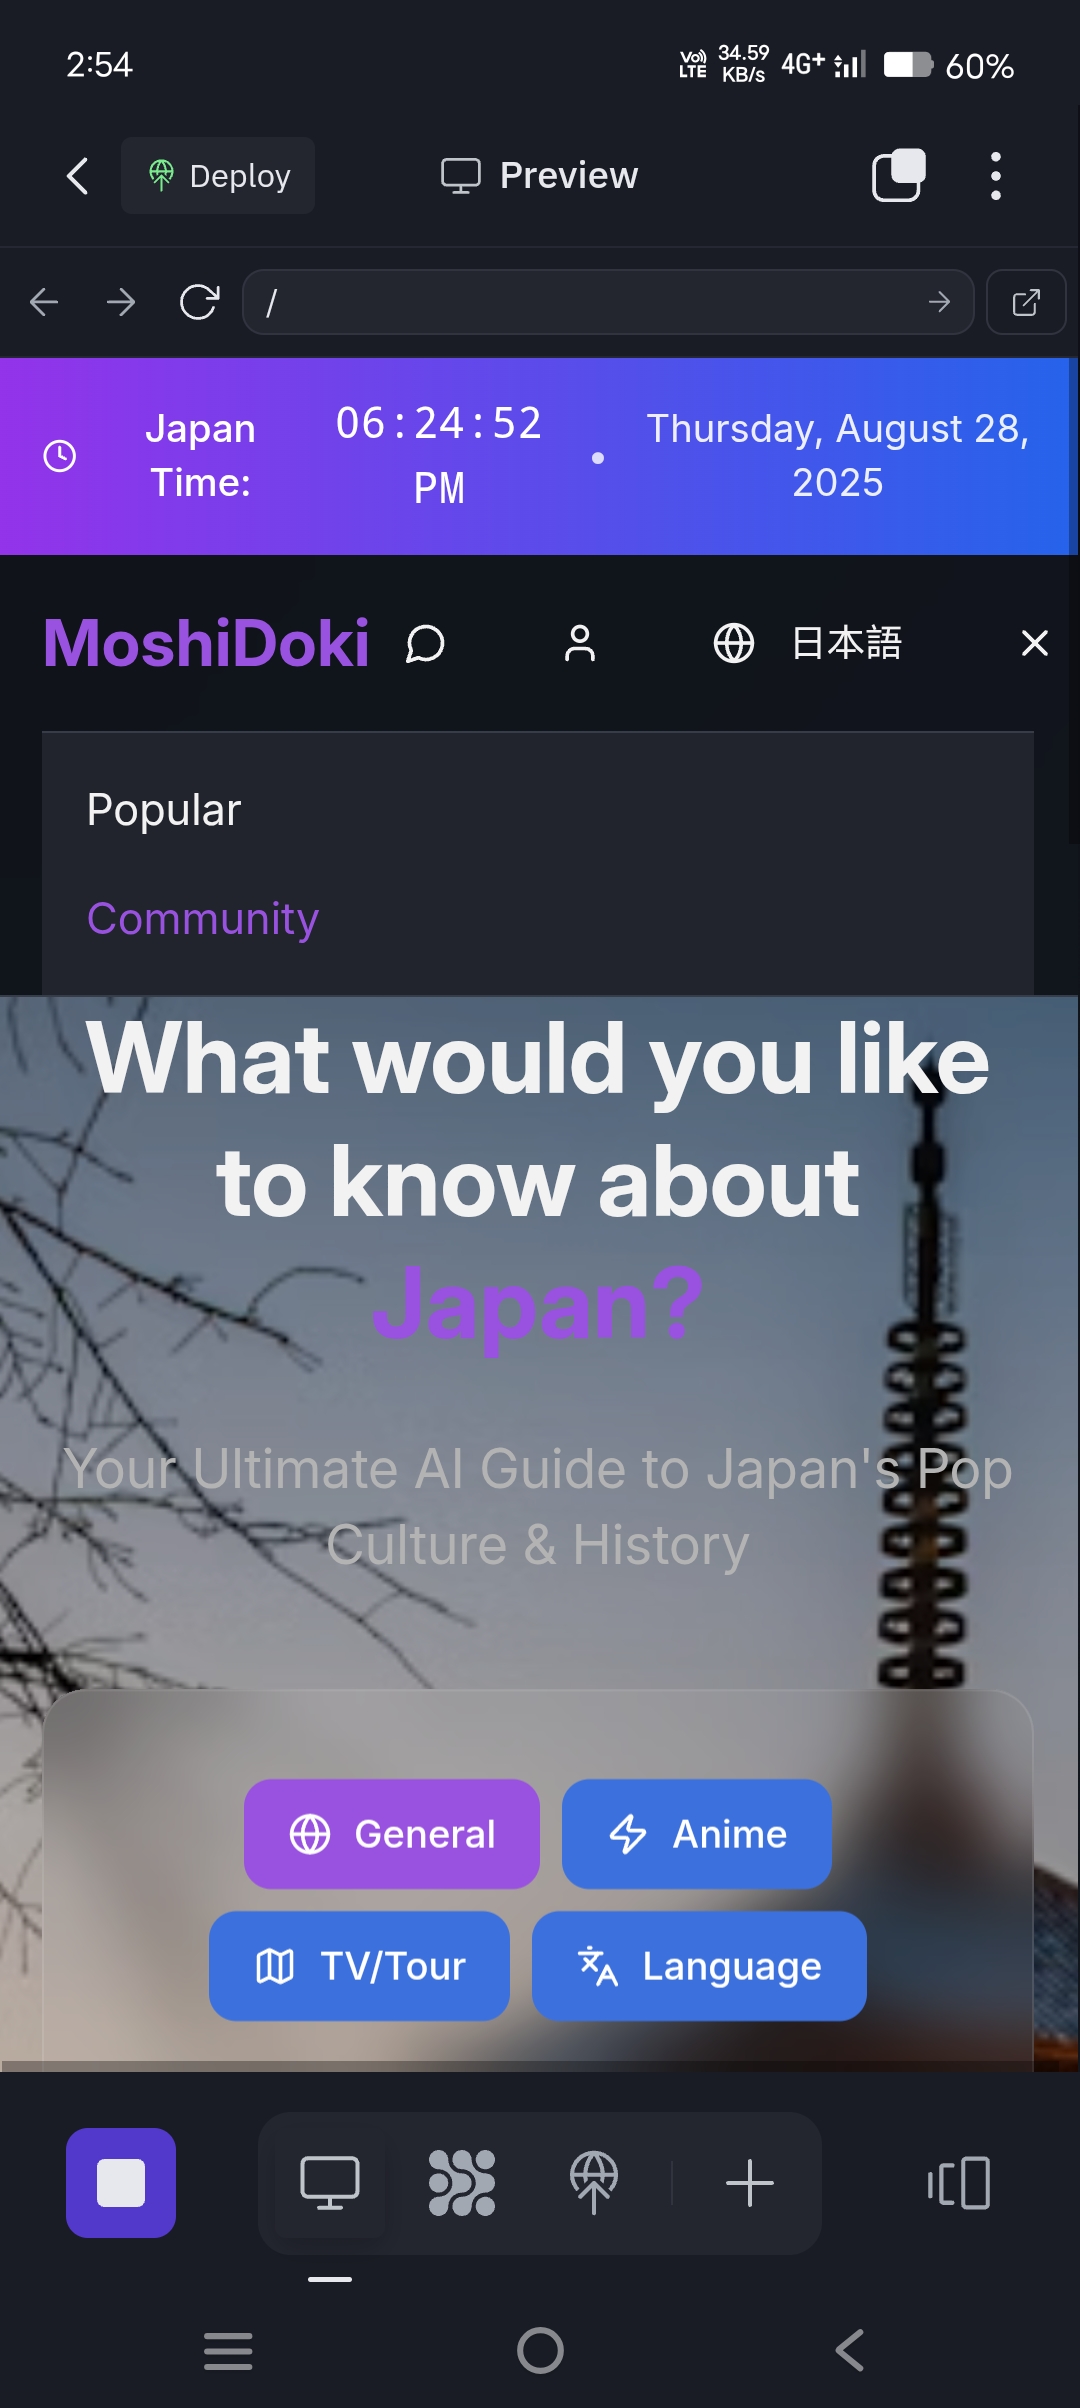 2:54
Vo)) LTE 34.59 KB/s 4G+ 60%
Deploy
Preview
/
Japan Time:
06:24:52 PM
•
Thursday, August 28, 2025
MoshiDoki
日本語
Popular
Community
What would you like
to know about
Japan?
Your Ultimate AI Guide to Japan's Pop
Culture & History
General
Anime
TV/Tour
Language